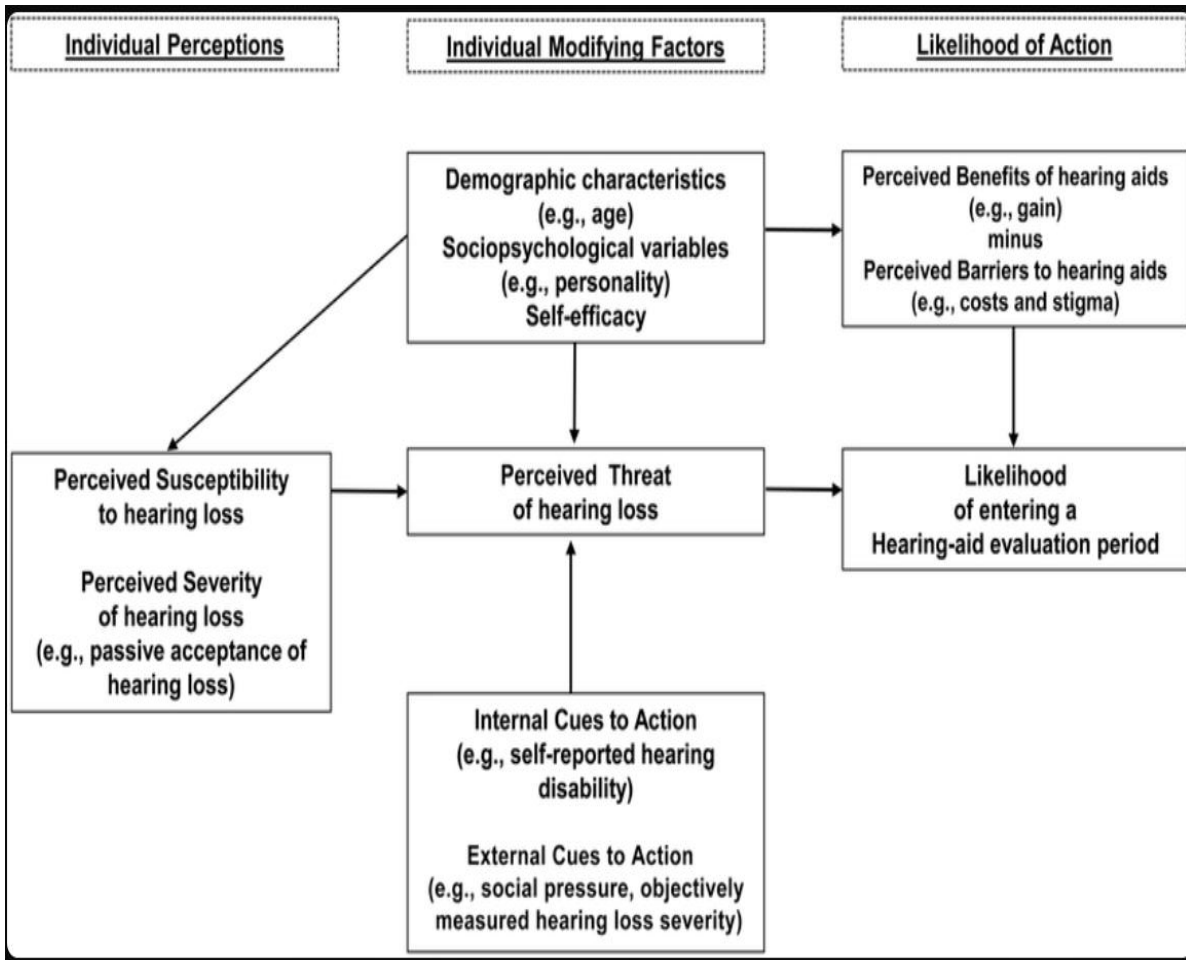 Individual Perceptions
Individual Modifying Factors
Likelihood of Action
Demographic characteristics
(e.g., age)
Sociopsychological variables
(e.g., personality)
Self-efficacy
Perceived Benefits of hearing aids
(e.g., gain)
minus
Perceived Barriers to hearing aids
(e.g., costs and stigma)
Perceived Susceptibility
to hearing loss
Perceived Severity
of hearing loss
(e.g., passive acceptance of
hearing loss)
Perceived Threat
of hearing loss
Likelihood
of entering a
Hearing-aid evaluation period
Internal Cues to Action
(e.g., self-reported hearing
disability)
External Cues to Action
(e.g., social pressure, objectively
measured hearing loss severity)